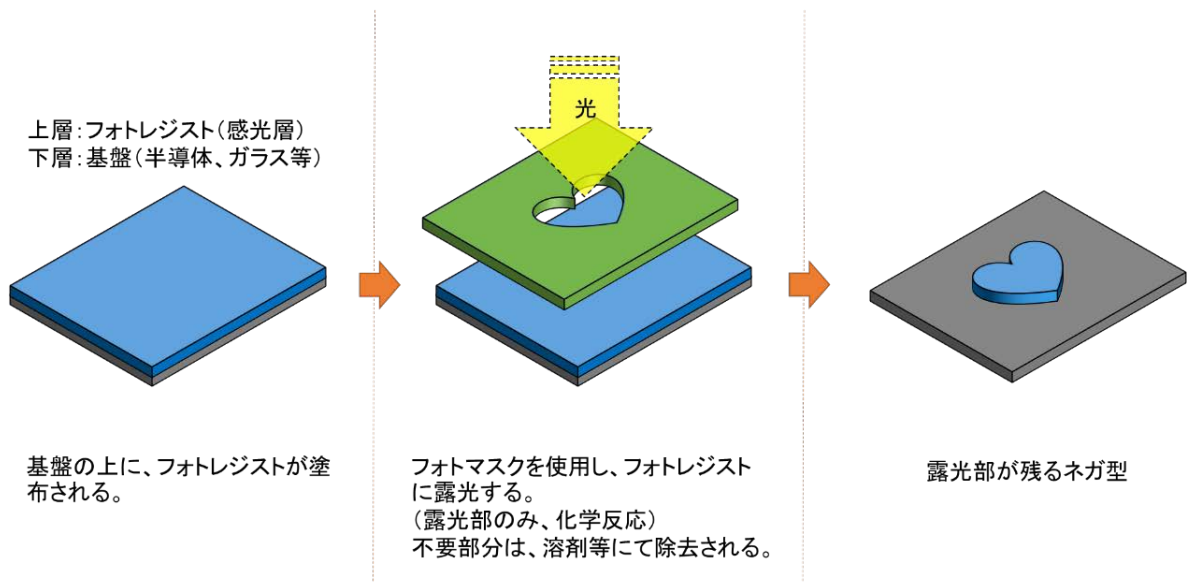 上層：フォトレジスト（感光層）
下層：基盤（半導体、ガラス等）
光
基盤の上に、フォトレジストが塗
布される。
フォトマスクを使用し、フォトレジスト
に露光する。
（露光部のみ、化学反応）
不要部分は、溶剤等にて除去される。
露光部が残るネガ型